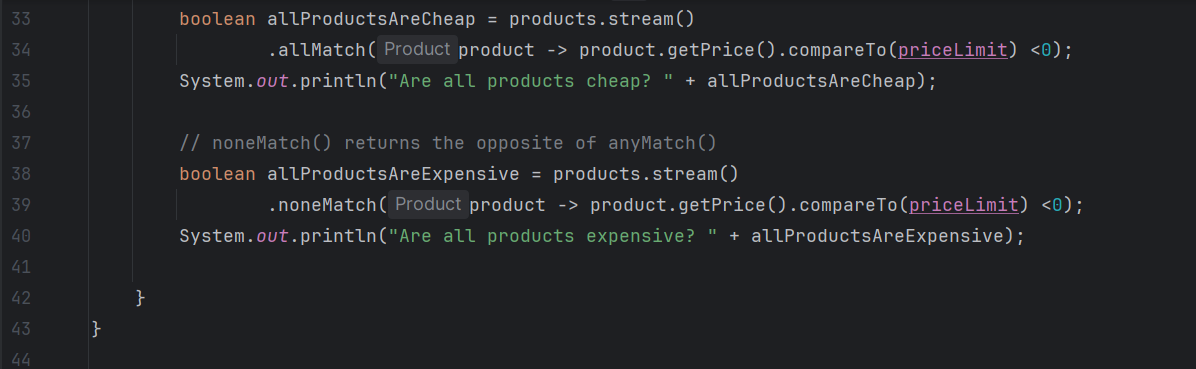 33 boolean allProductsAreCheap = products.stream()
34 .allMatch( Product product -> product.getPrice().compareTo(priceLimit) <0);
35 System.out.println("Are all products cheap? " + allProductsAreCheap);
36
37 // noneMatch() returns the opposite of anyMatch()
38 boolean allProductsAreExpensive = products.stream()
39 .noneMatch( Product product -> product.getPrice().compareTo(priceLimit) <0);
40 System.out.println("Are all products expensive? " + allProductsAreExpensive);
41
42 }
43 }
44